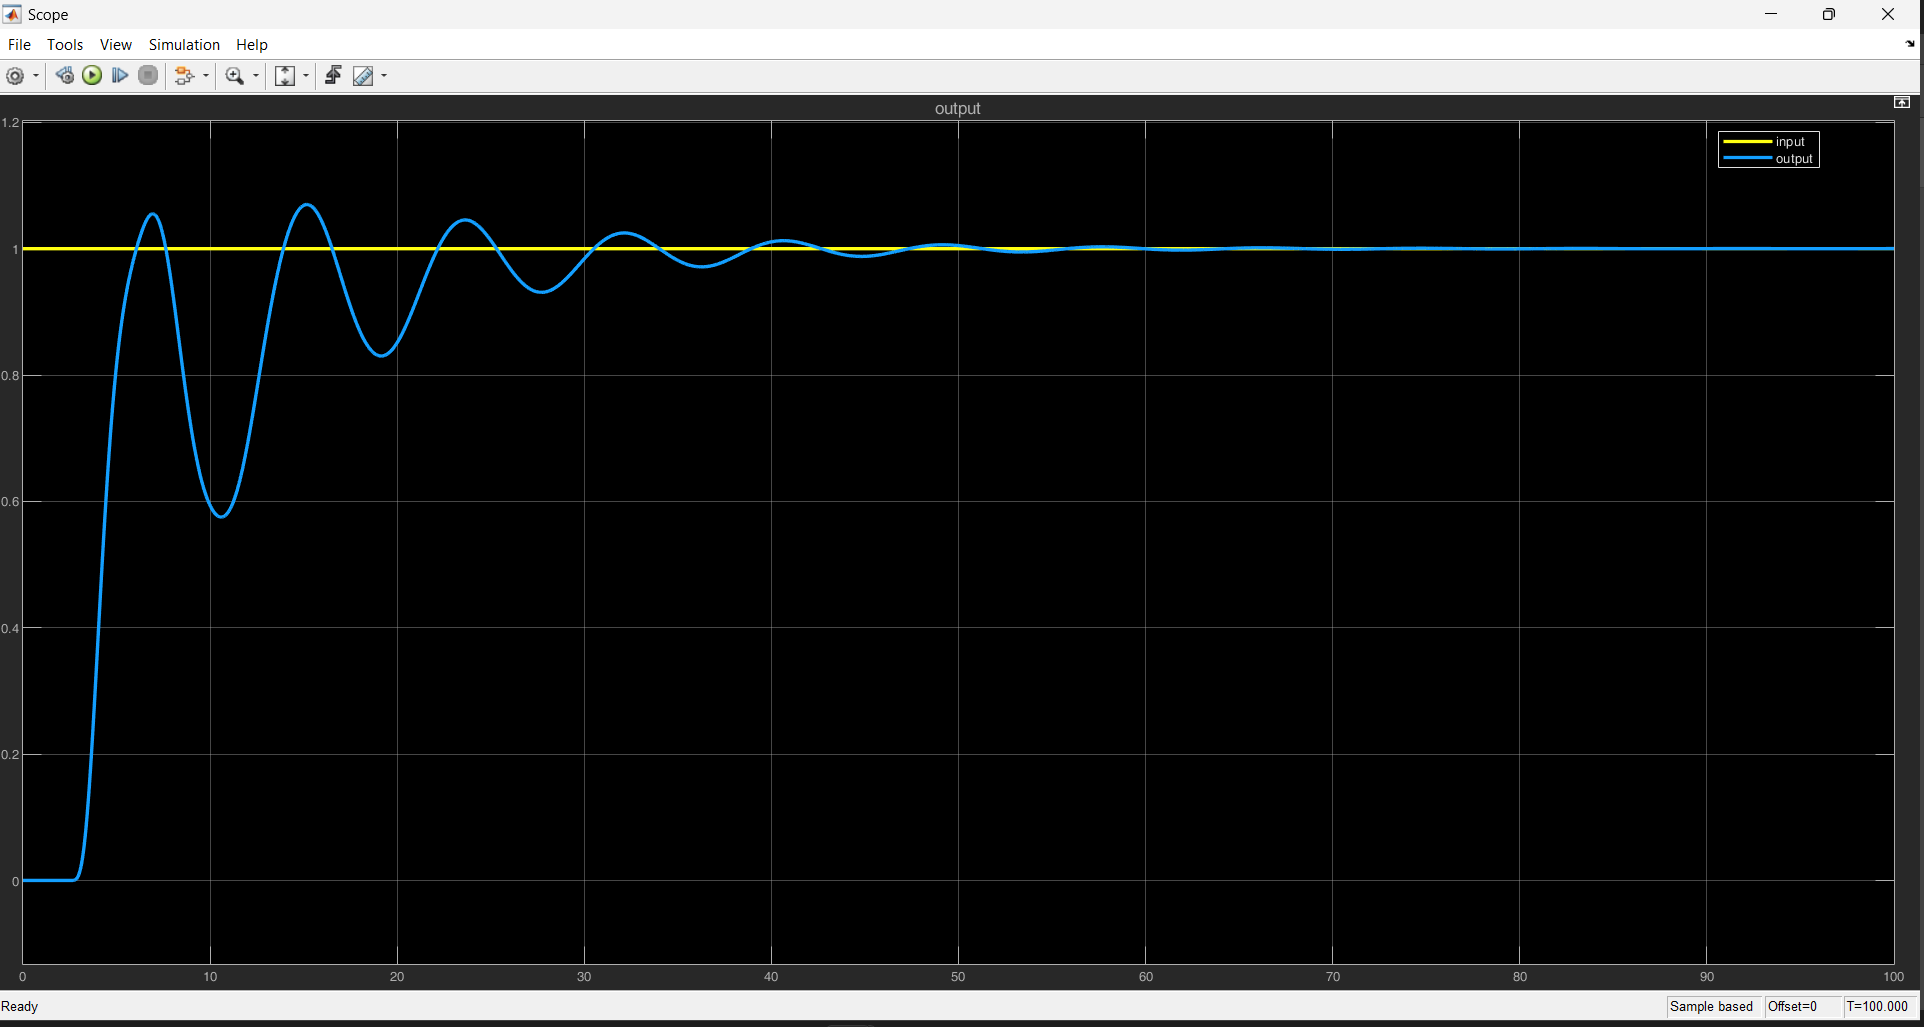 Scope
File Tools View Simulation Help
output
input
output
1.2
1
0.8
0.6
0.4
0.2
0
0 10 20 30 40 50 60 70 80 90 100
Ready
Sample based Offset=0 T=100.000